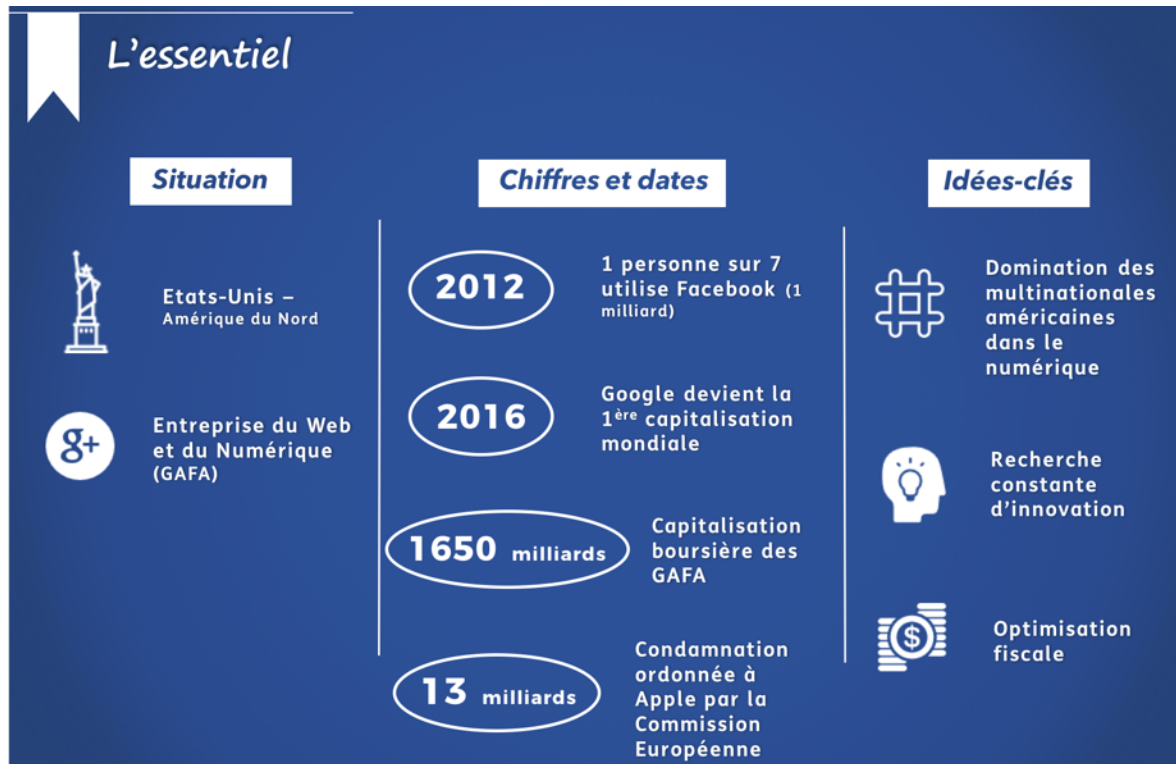 L'essentiel
Situation
Etats-Unis –
Amérique du Nord
g+
Entreprise du Web
et du Numérique
(GAFA)
Chiffres et dates
2012
1 personne sur 7
utilise Facebook (1
milliard)
2016
Google devient la
1ère capitalisation
mondiale
1650 milliards
Capitalisation
boursière des
GAFA
13 milliards
Condamnation
ordonnée à
Apple par la
Commission
Européenne
Idées-clés
Domination des
multinationales
américaines
dans le
numérique
Recherche
constante
d'innovation
$
Optimisation
fiscale